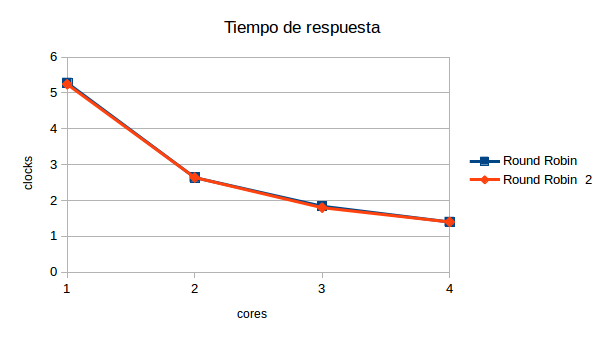 Tiempo de respuesta
6
5
4
3
2
1
0
clocks
1 2 3 4
cores
Round Robin
Round Robin 2